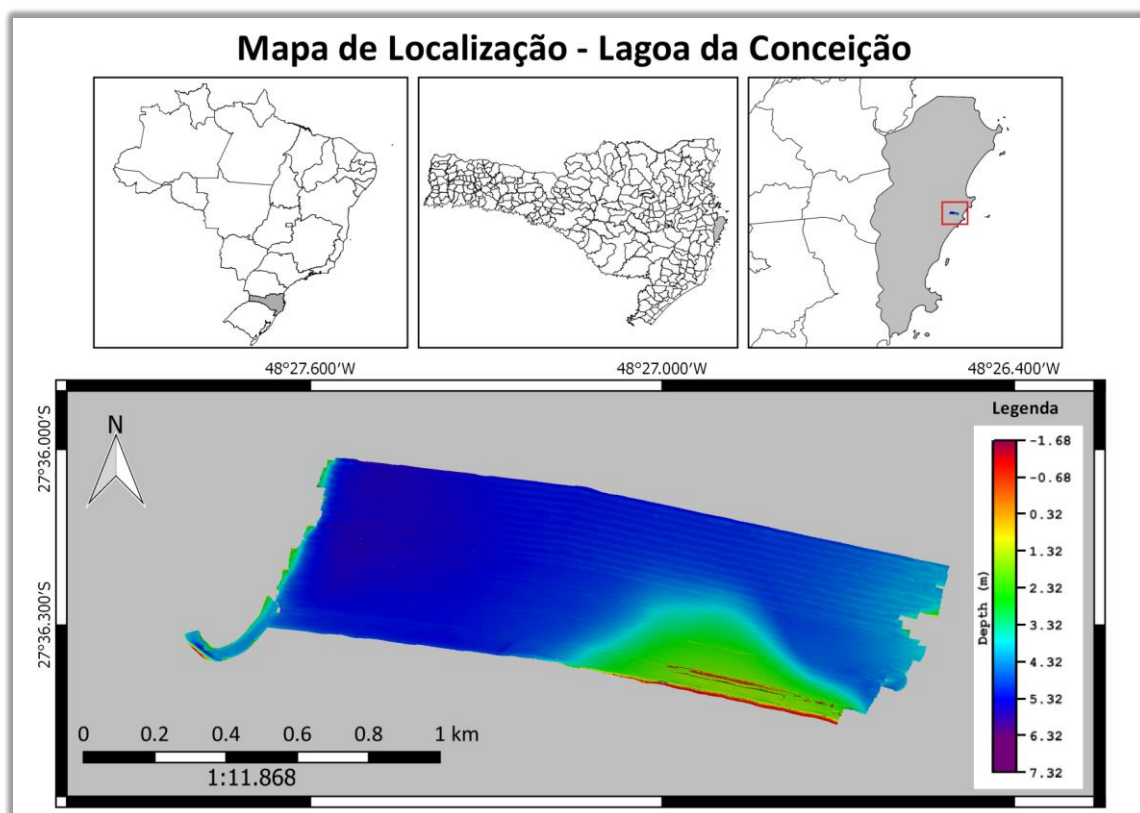 Mapa de Localização - Lagoa da Conceição
48°27.600'W 48°27.000'W 48°26.400'W
27°36.000'S
27°36.300'S
N
Legenda
Depth (m)
-1.68
-0.68
0.32
1.32
2.32
3.32
4.32
5.32
6.32
7.32
0 0.2 0.4 0.6 0.8 1 km
1:11.868